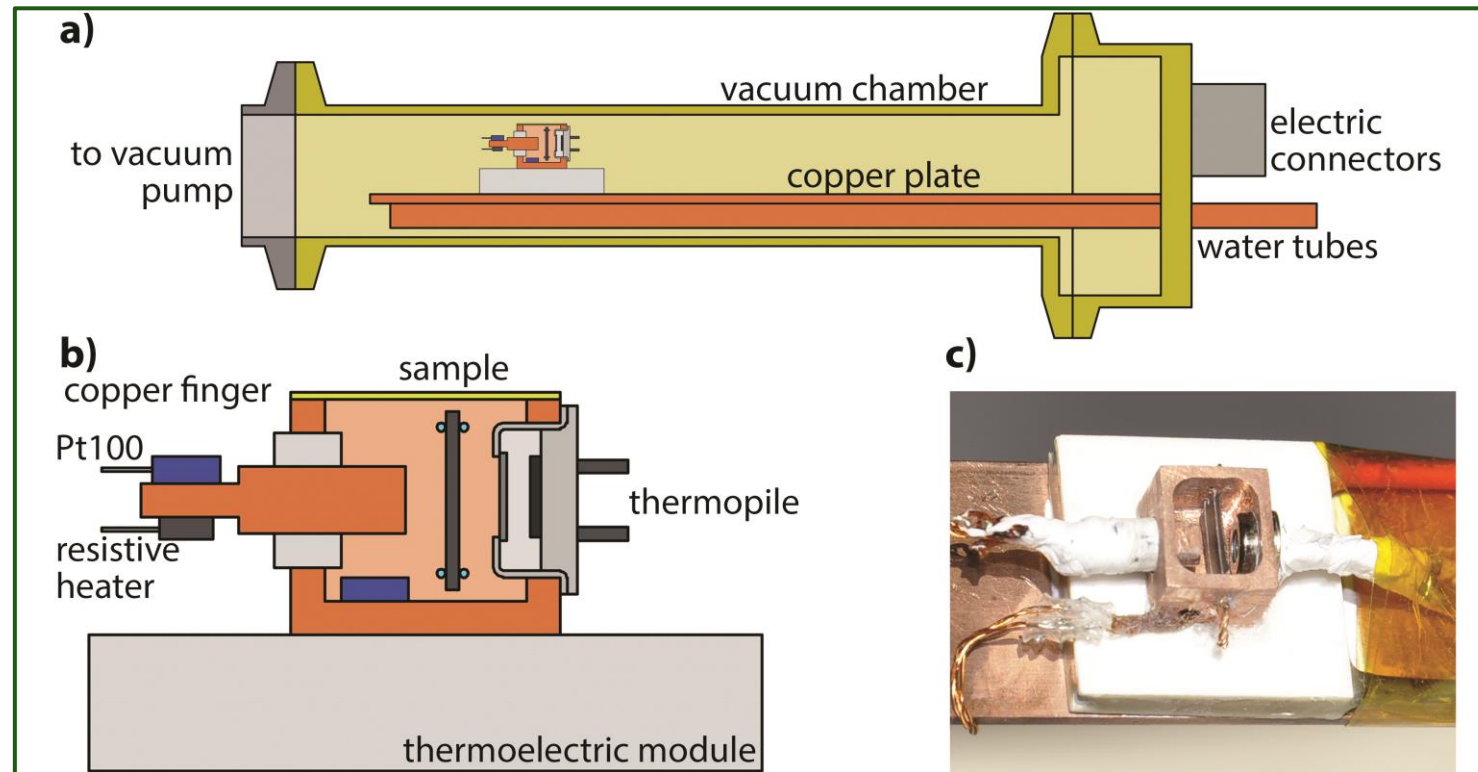 a)
vacuum chamber
to vacuum
pump
electric
connectors
copper plate
water tubes
b)
sample
copper finger
Pt100
thermopile
resistive
heater
thermoelectric module
c)